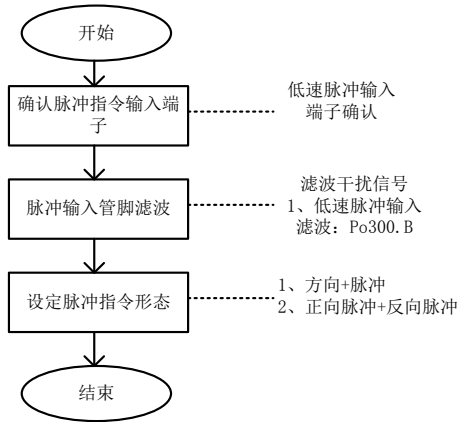 开始
确认脉冲指令输入端
子
低速脉冲输入
端子确认
脉冲输入管脚滤波
滤波干扰信号
1、低速脉冲输入
滤波：Po300.B
设定脉冲指令形态
1、方向+脉冲
2、正向脉冲+反向脉冲
结束